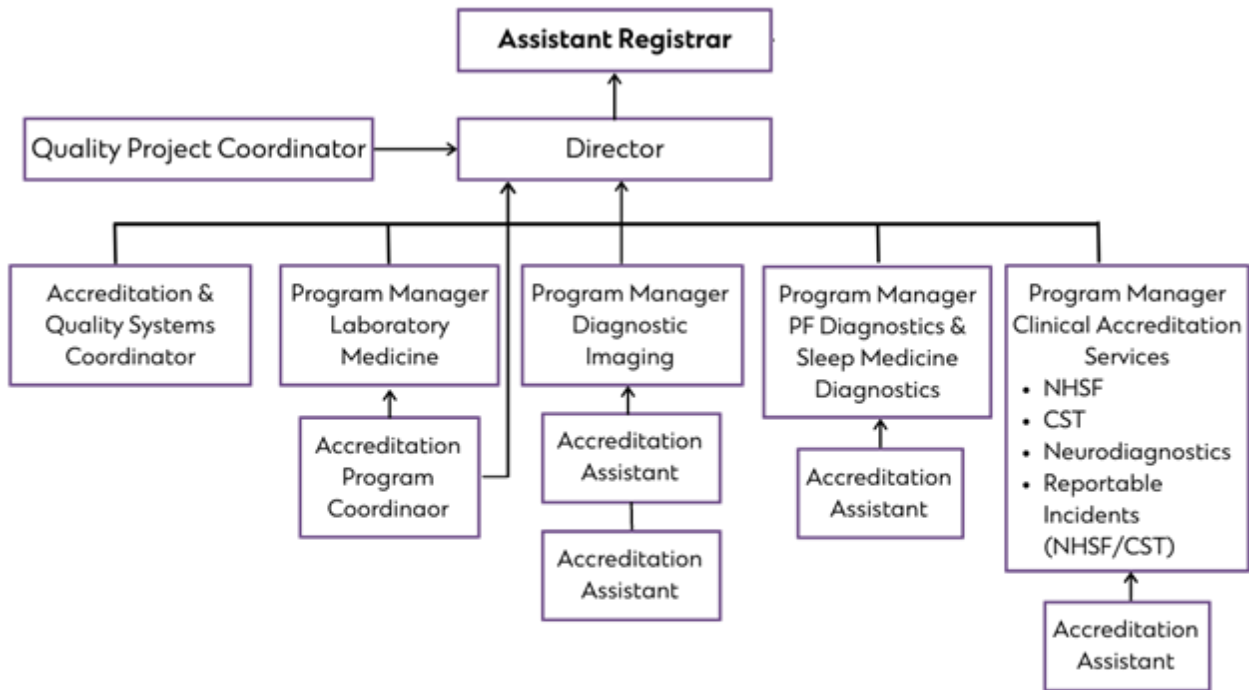 Assistant Registrar
Quality Project Coordinator
Director
Accreditation &
Quality Systems
Coordinator
Program Manager
Laboratory
Medicine
Program Manager
Diagnostic
Imaging
Program Manager
PF Diagnostics &
Sleep Medicine
Diagnostics
Program Manager
Clinical Accreditation
Services
• NHSF
• CST
• Neurodiagnostics
• Reportable
Incidents
(NHSF/CST)
Accreditation
Program
Coordinaor
Accreditation
Assistant
Accreditation
Assistant
Accreditation
Assistant
Accreditation
Assistant